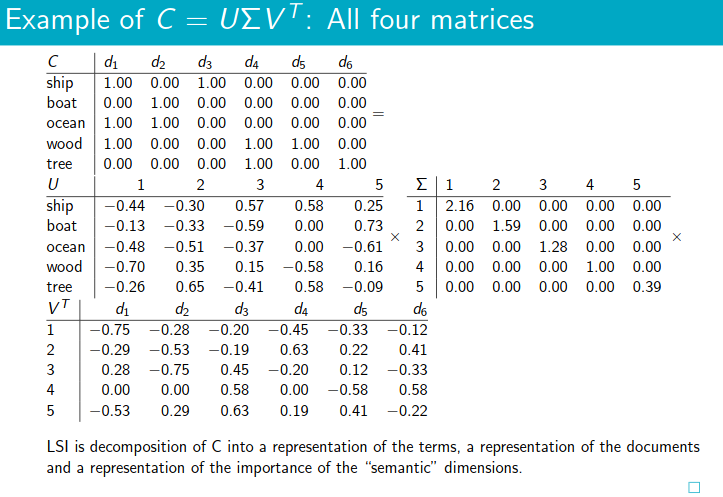 Example of C = UΣVᵀ: All four matrices
C d₁ d₂ d₃ d₄ d₅ d₆
ship 1.00 0.00 1.00 0.00 0.00 0.00
boat 0.00 1.00 0.00 0.00 0.00 0.00
ocean 1.00 1.00 0.00 0.00 0.00 0.00 =
wood 1.00 0.00 0.00 1.00 1.00 0.00
tree 0.00 0.00 0.00 1.00 0.00 1.00
U 1 2 3 4 5 Σ 1 2 3 4 5
ship −0.44 −0.30 0.57 0.58 0.25 1 2.16 0.00 0.00 0.00 0.00
boat −0.13 −0.33 −0.59 0.00 0.73 × 2 0.00 1.59 0.00 0.00 0.00 ×
ocean −0.48 −0.51 −0.37 0.00 −0.61 3 0.00 0.00 1.28 0.00 0.00
wood −0.70 0.35 0.15 −0.58 0.16 4 0.00 0.00 0.00 1.00 0.00
tree −0.26 0.65 −0.41 0.58 −0.09 5 0.00 0.00 0.00 0.00 0.39
Vᵀ d₁ d₂ d₃ d₄ d₅ d₆
1 −0.75 −0.28 −0.20 −0.45 −0.33 −0.12
2 −0.29 −0.53 −0.19 0.63 0.22 0.41
3 0.28 −0.75 0.45 −0.20 0.12 −0.33
4 0.00 0.00 0.58 0.00 −0.58 0.58
5 −0.53 0.29 0.63 0.19 0.41 −0.22
LSI is decomposition of C into a representation of the terms, a representation of the documents
and a representation of the importance of the “semantic” dimensions.